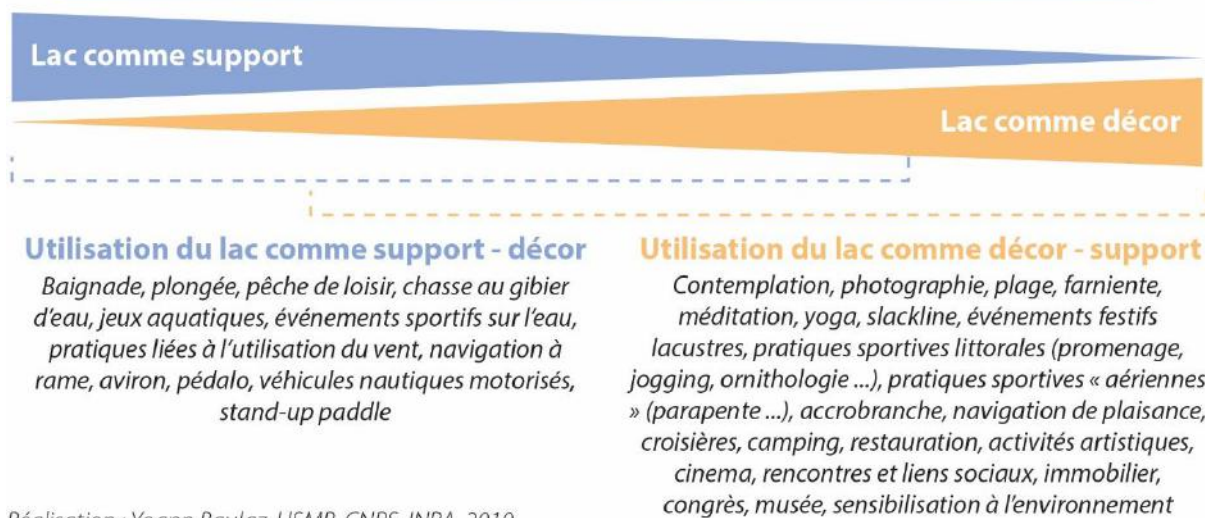 Lac comme support
Lac comme décor
Utilisation du lac comme support - décor
Baignade, plongée, pêche de loisir, chasse au gibier
d'eau, jeux aquatiques, événements sportifs sur l'eau,
pratiques liées à l'utilisation du vent, navigation à
rame, aviron, pédalo, véhicules nautiques motorisés,
stand-up paddle
Utilisation du lac comme décor - support
Contemplation, photographie, plage, farniente,
méditation, yoga, slackline, événements festifs
lacustres, pratiques sportives littorales (promenage,
jogging, ornithologie ...), pratiques sportives « aériennes
» (parapente ...), accrobranche, navigation de plaisance,
croisières, camping, restauration, activités artistiques,
cinema, rencontres et liens sociaux, immobilier,
congrès, musée, sensibilisation à l'environnement